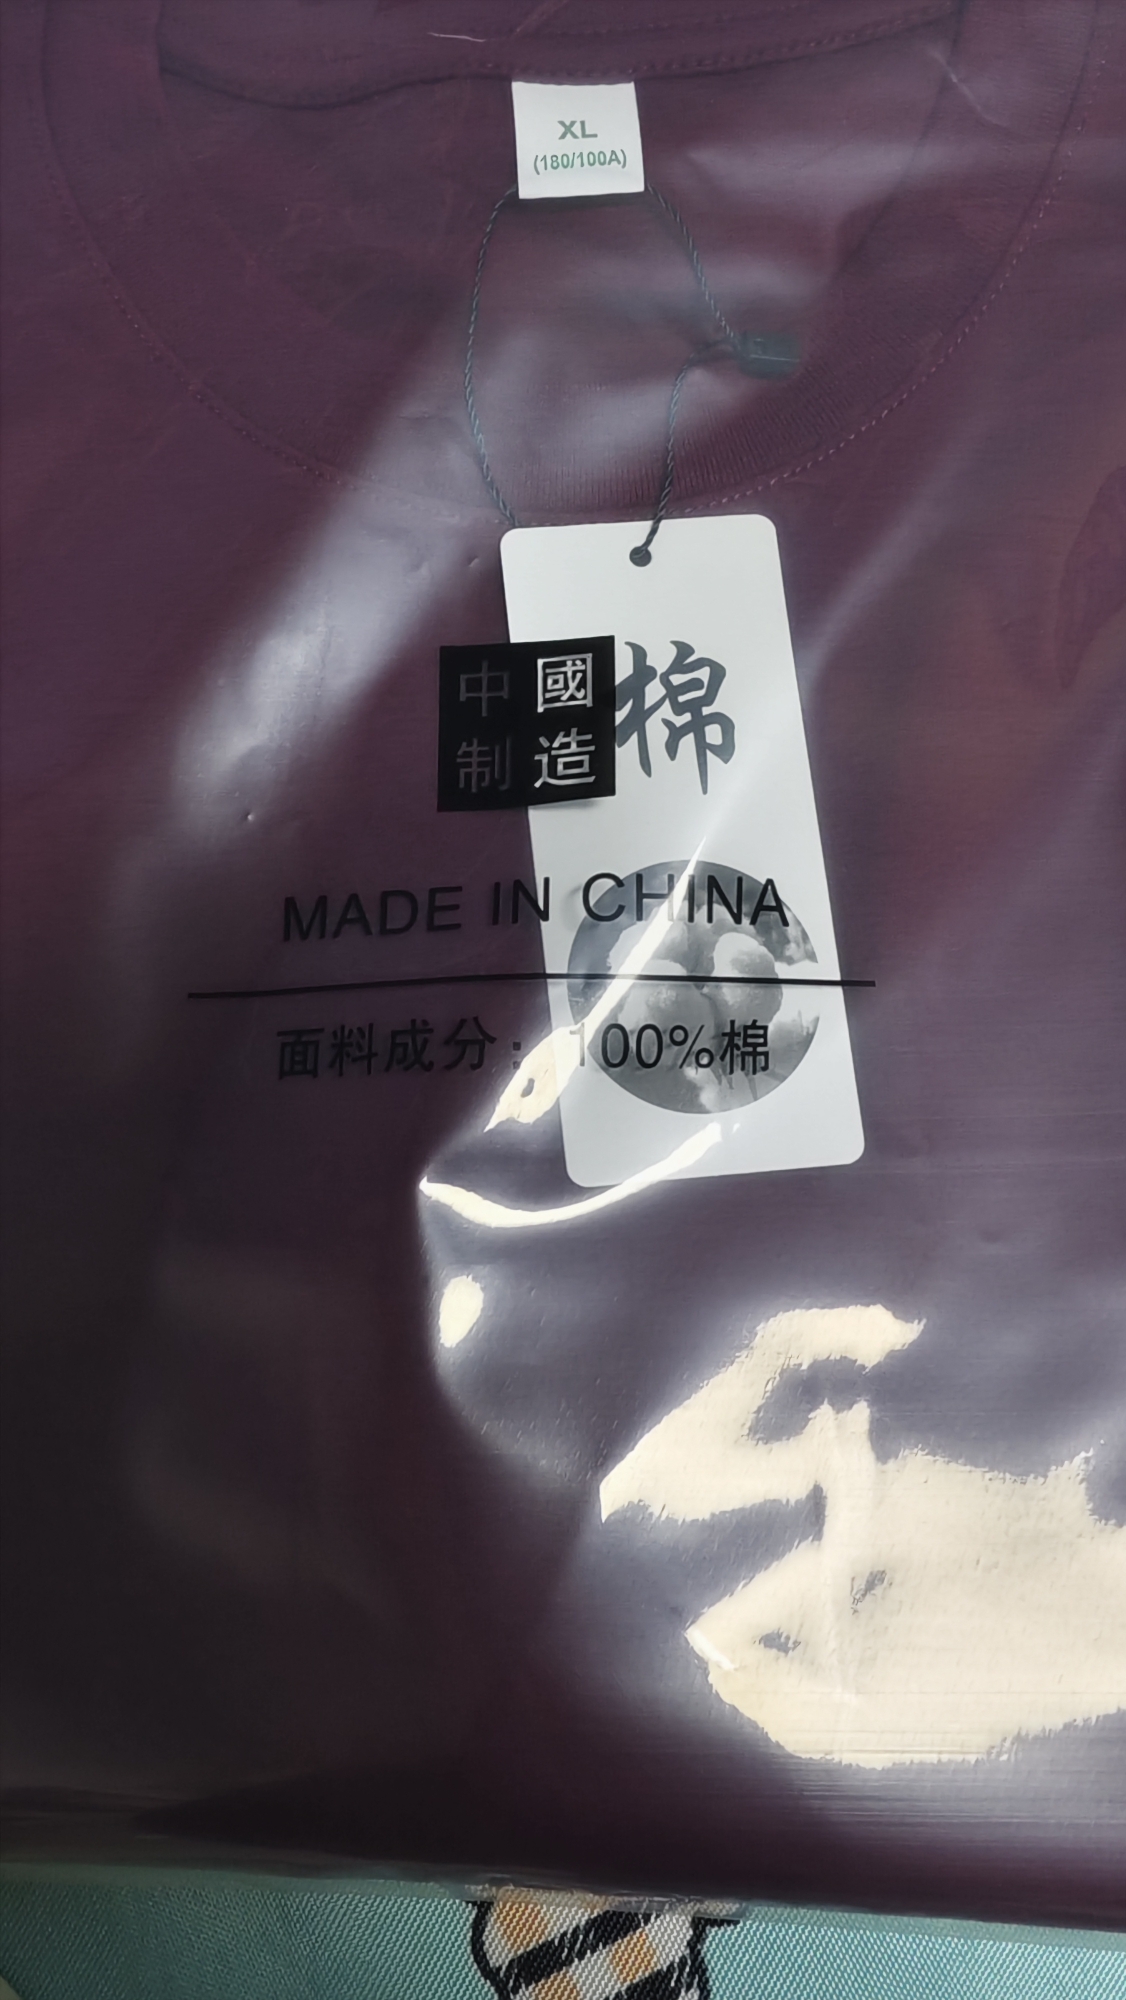 XL
(180/100A)
中國
制造
棉
MADE IN CHINA
面料成分：100%棉